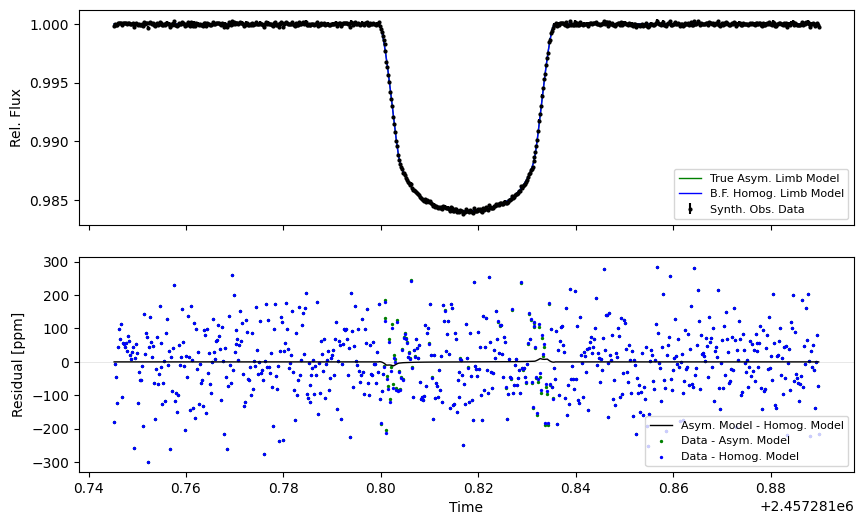 1.000
0.995
0.990
0.985
Rel. Flux
True Asym. Limb Model
B.F. Homog. Limb Model
Synth. Obs. Data
300
200
100
0
−100
−200
−300
Residual [ppm]
Asym. Model - Homog. Model
Data - Asym. Model
Data - Homog. Model
0.74 0.76 0.78 0.80 0.82 0.84 0.86 0.88
Time
+2.457281e6